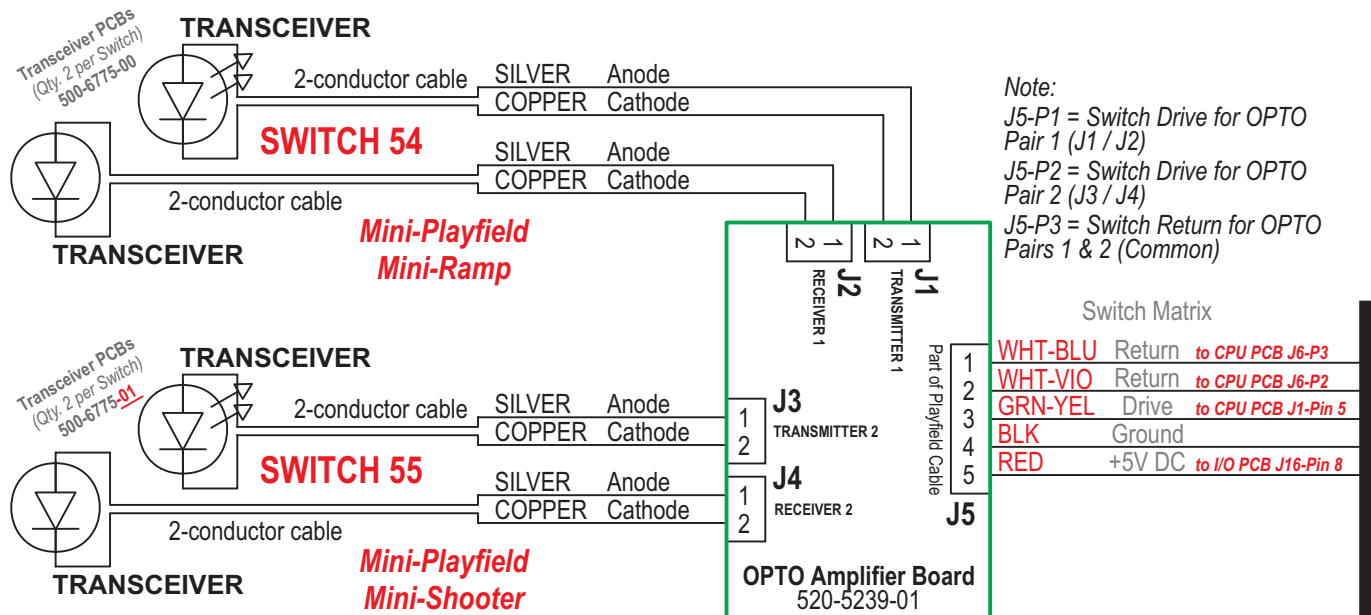 Transceiver PCBs
(Qty. 2 per Switch)
500-6775-00
TRANSCEIVER
2-conductor cable
SILVER Anode
COPPER Cathode
SWITCH 54
SILVER Anode
COPPER Cathode
2-conductor cable
TRANSCEIVER
Mini-Playfield
Mini-Ramp
Note:
J5-P1 = Switch Drive for OPTO
Pair 1 (J1 / J2)
J5-P2 = Switch Drive for OPTO
Pair 2 (J3 / J4)
J5-P3 = Switch Return for OPTO
Pairs 1 & 2 (Common)
2 1
J2
RECEIVER 1
2 1
J1
TRANSMITTER 1
Switch Matrix
Part of Playfield Cable
1 WHT-BLU Return to CPU PCB J6-P3
2 WHT-VIO Return to CPU PCB J6-P2
3 GRN-YEL Drive to CPU PCB J1-Pin 5
4 BLK Ground
5 RED +5V DC to I/O PCB J16-Pin 8
J5
Transceiver PCBs
(Qty. 2 per Switch)
500-6775-01
TRANSCEIVER
2-conductor cable
SILVER Anode
COPPER Cathode
1
2
J3
TRANSMITTER 2
SWITCH 55
SILVER Anode
COPPER Cathode
1
2
J4
RECEIVER 2
2-conductor cable
TRANSCEIVER
Mini-Playfield
Mini-Shooter
OPTO Amplifier Board
520-5239-01